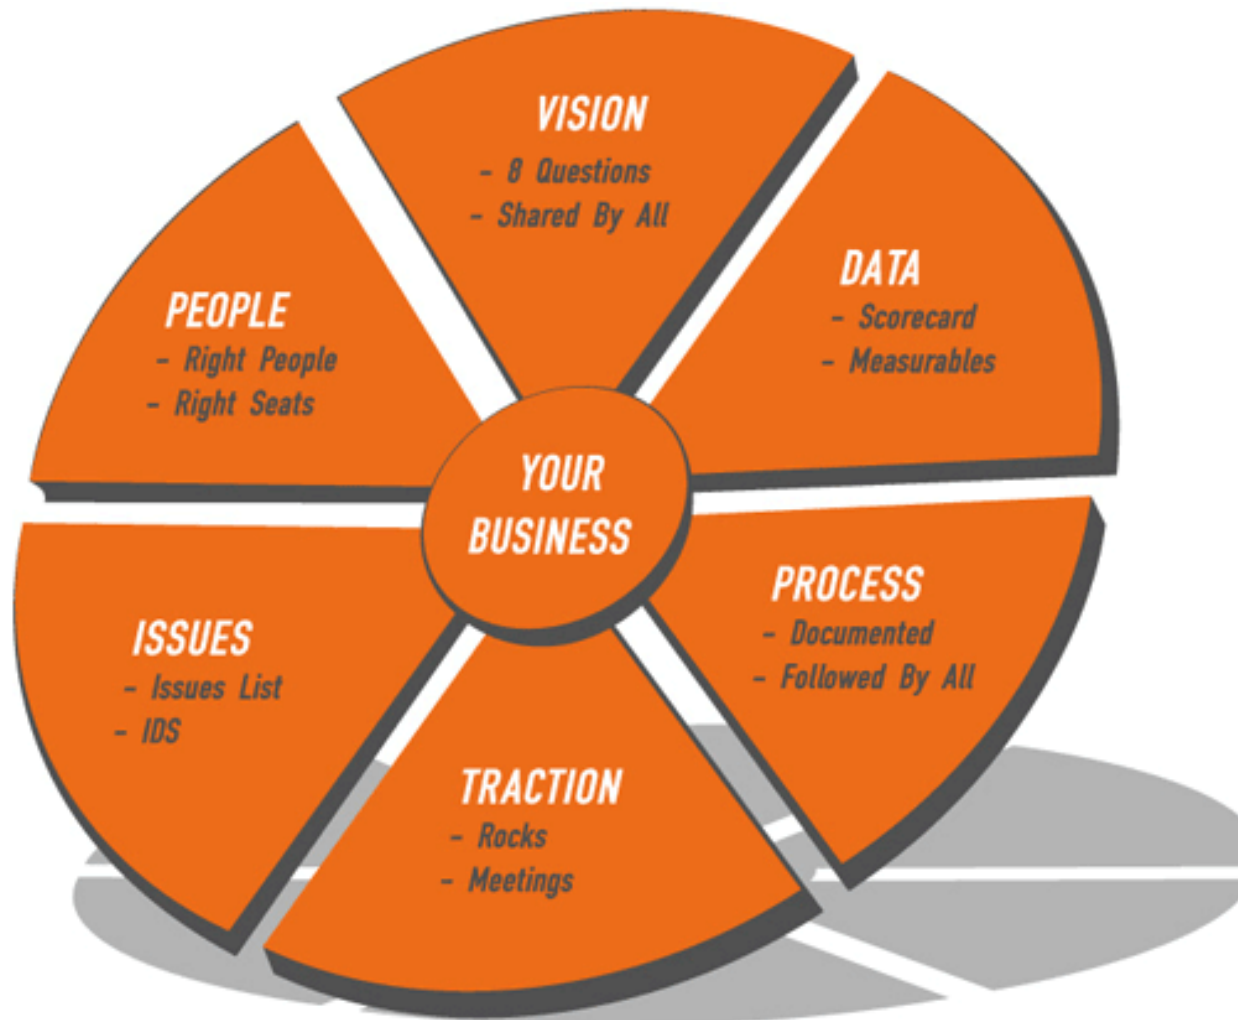 VISION
- 8 Questions
- Shared By All
DATA
- Scorecard
- Measurables
PEOPLE
- Right People
- Right Seats
YOUR
BUSINESS
PROCESS
- Documented
- Followed By All
ISSUES
- Issues List
- IDS
TRACTION
- Rocks
- Meetings